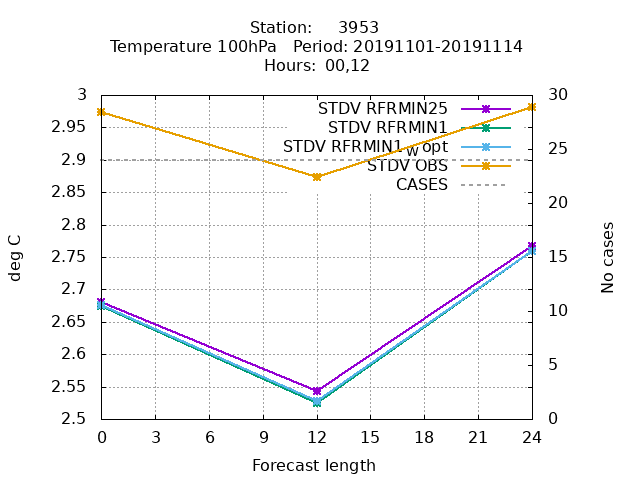 Station:     3953
Temperature 100hPa   Period: 20191101-20191114
Hours:  00,12
3
2.95
2.9
2.85
2.8
2.75
2.7
2.65
2.6
2.55
2.5
deg C
STDV RFRMIN25
STDV RFRMIN1
STDV RFRMIN1_w opt
STDV OBS
CASES
30
25
20
15
10
5
0
No cases
0 3 6 9 12 15 18 21 24
Forecast length